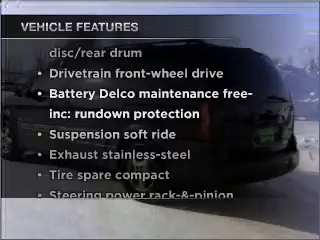 VEHICLE FEATURES
disc/rear drum
• Drivetrain front-wheel drive
• Battery Delco maintenance free-
inc: rundown protection
• Suspension soft ride
• Exhaust stainless-steel
• Tire spare compact
• Steering power rack-&-pinion